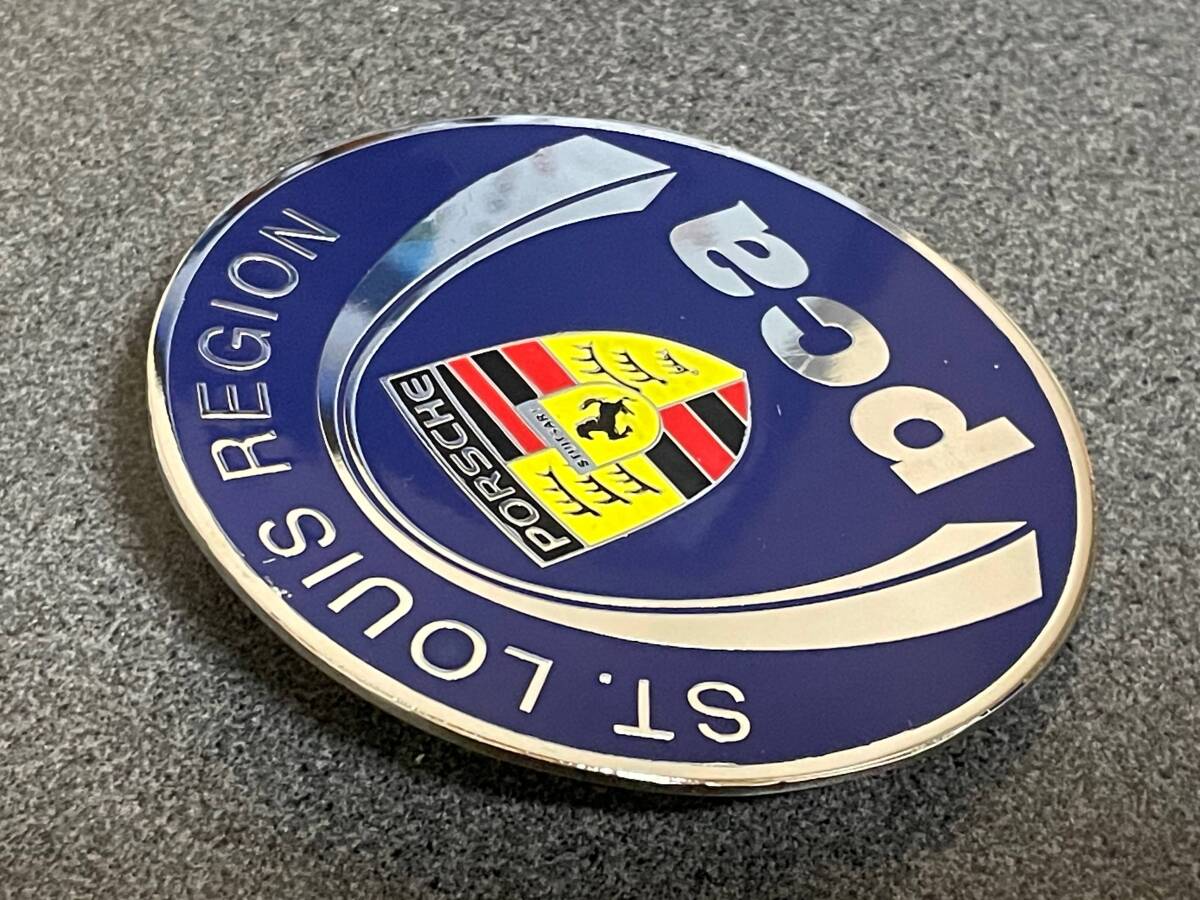 pca
PORSCHE
STUTTGART
ST. LOUIS REGION